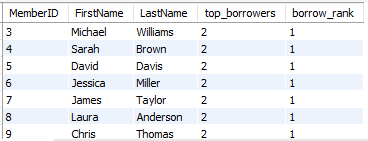 MemberID FirstName LastName top_borrowers borrow_rank
3 Michael Williams 2 1
4 Sarah Brown 2 1
5 David Davis 2 1
6 Jessica Miller 2 1
7 James Taylor 2 1
8 Laura Anderson 2 1
9 Chris Thomas 2 1